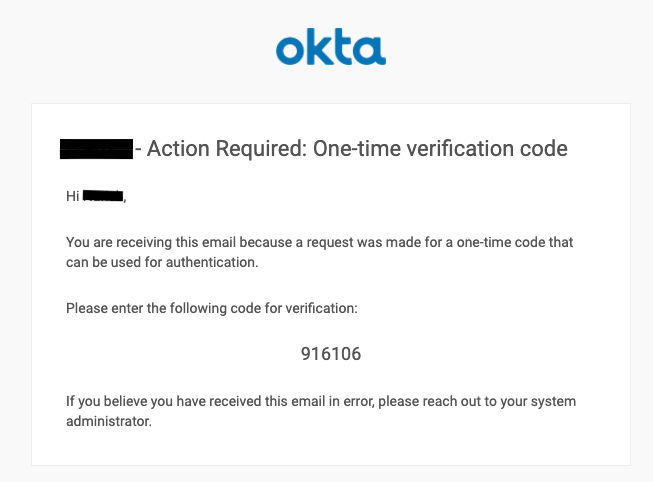 okta
- Action Required: One-time verification code
Hi ,
You are receiving this email because a request was made for a one-time code that
can be used for authentication.
Please enter the following code for verification:
916106
If you believe you have received this email in error, please reach out to your system
administrator.